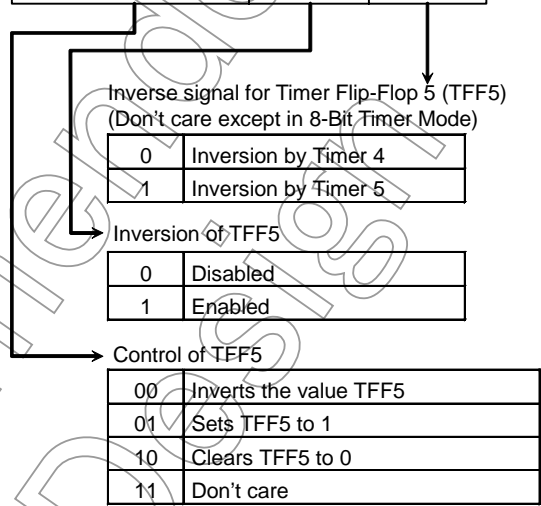 Inverse signal for Timer Flip-Flop 5 (TFF5)
(Don't care except in 8-Bit Timer Mode)
0 Inversion by Timer 4
1 Inversion by Timer 5
Inversion of TFF5
0 Disabled
1 Enabled
Control of TFF5
00 Inverts the value TFF5
01 Sets TFF5 to 1
10 Clears TFF5 to 0
11 Don't care